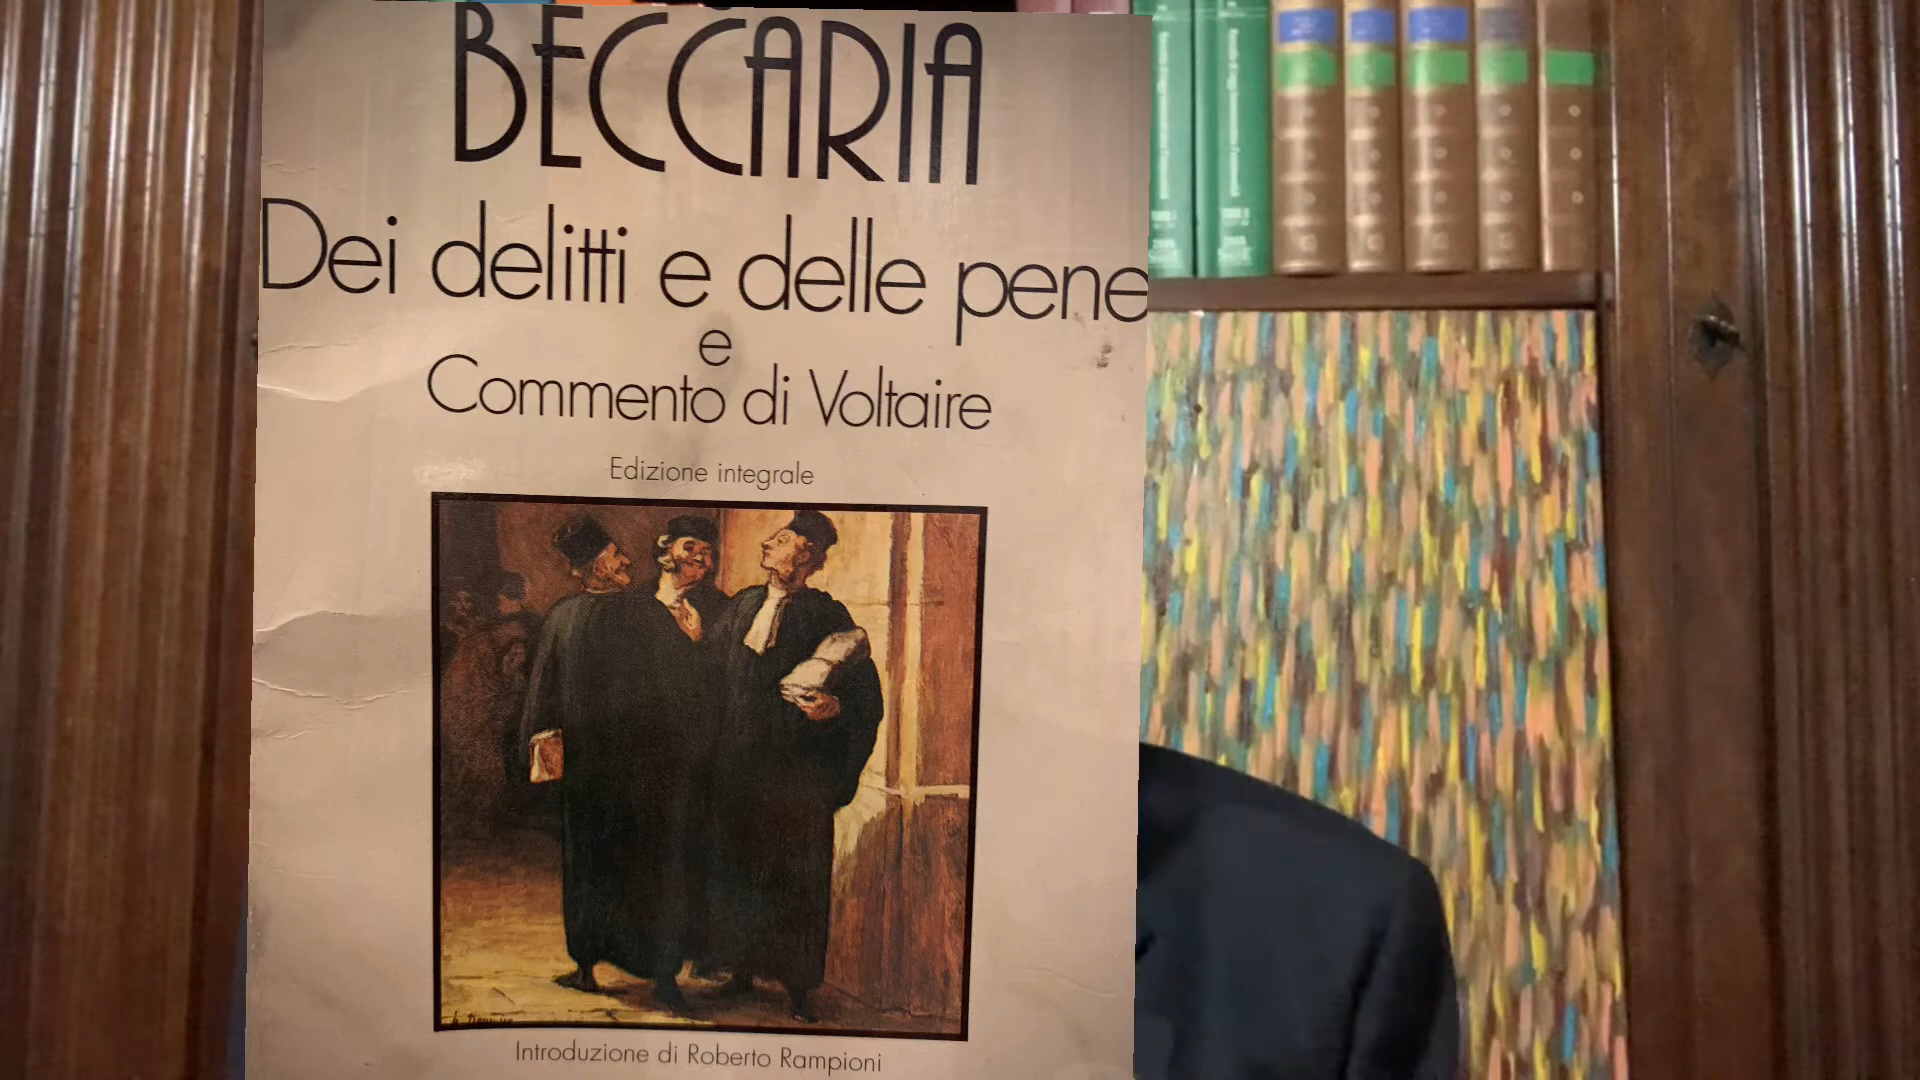 BECCARIA
Dei delitti e delle pene
e
Commento di Voltaire
Edizione integrale
Introduzione di Roberto Rampioni